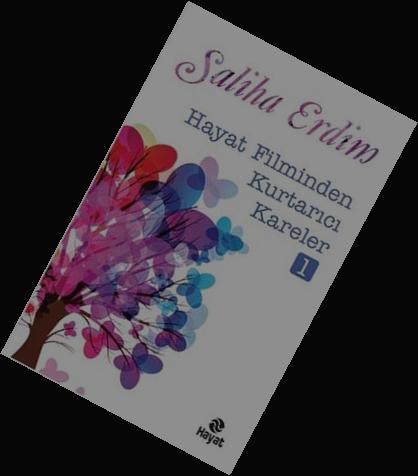 Saliha Erdim
Hayat Filminden
Kurtarıcı
Kareler
1
Hayat